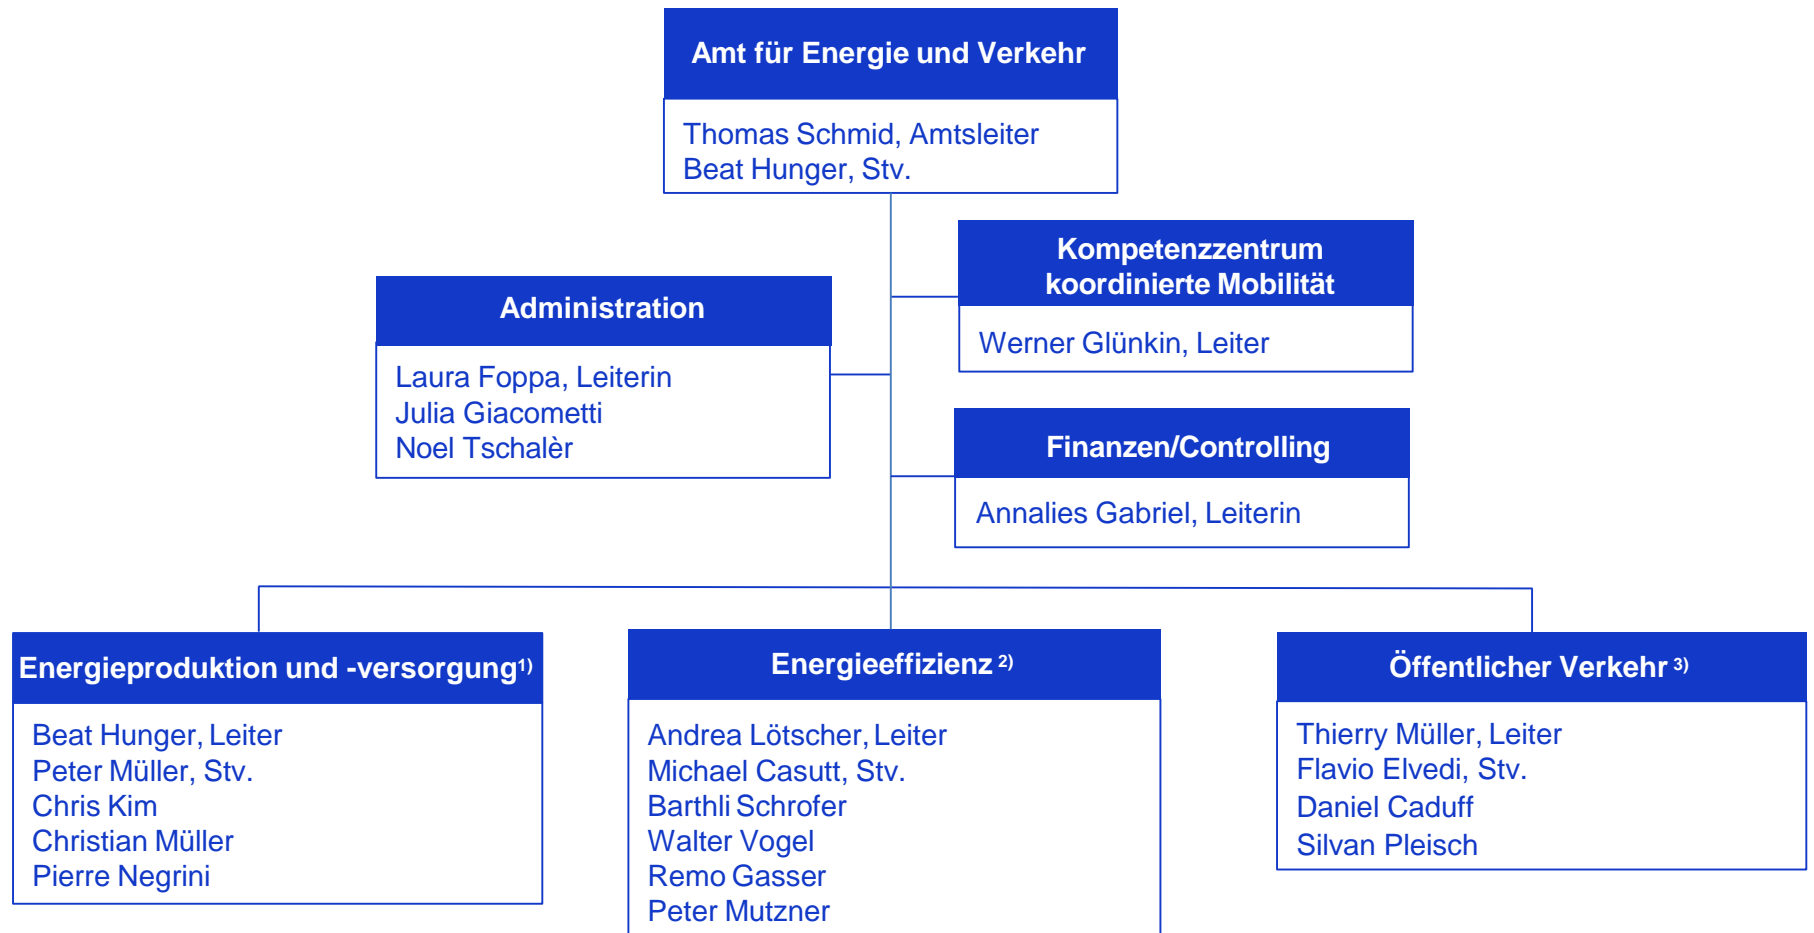 Amt für Energie und Verkehr
Thomas Schmid, Amtsleiter
Beat Hunger, Stv.
Kompetenzzentrum
koordinierte Mobilität
Werner Glünkin, Leiter
Administration
Laura Foppa, Leiterin
Julia Giacometti
Noel Tschalèr
Finanzen/Controlling
Annalies Gabriel, Leiterin
Energieproduktion und -versorgung1)
Beat Hunger, Leiter
Peter Müller, Stv.
Chris Kim
Christian Müller
Pierre Negrini
Energieeffizienz 2)
Andrea Lötscher, Leiter
Michael Casutt, Stv.
Barthli Schrofer
Walter Vogel
Remo Gasser
Peter Mutzner
Öffentlicher Verkehr 3)
Thierry Müller, Leiter
Flavio Elvedi, Stv.
Daniel Caduff
Silvan Pleisch